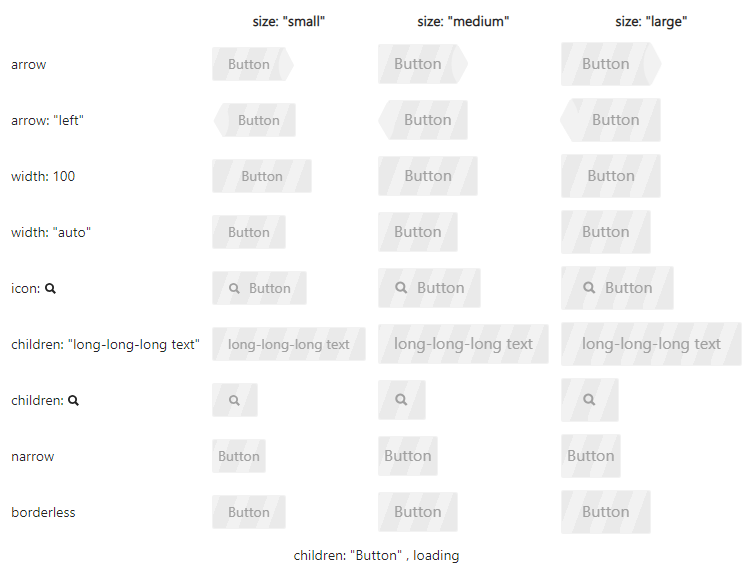 size: "small" size: "medium" size: "large"
arrow Button Button Button
arrow: "left" Button Button Button
width: 100 Button Button Button
width: "auto" Button Button Button
icon: Button Button Button
children: "long-long-long text" long-long-long text long-long-long text long-long-long text
children:
narrow Button Button Button
borderless Button Button Button
children: "Button" , loading